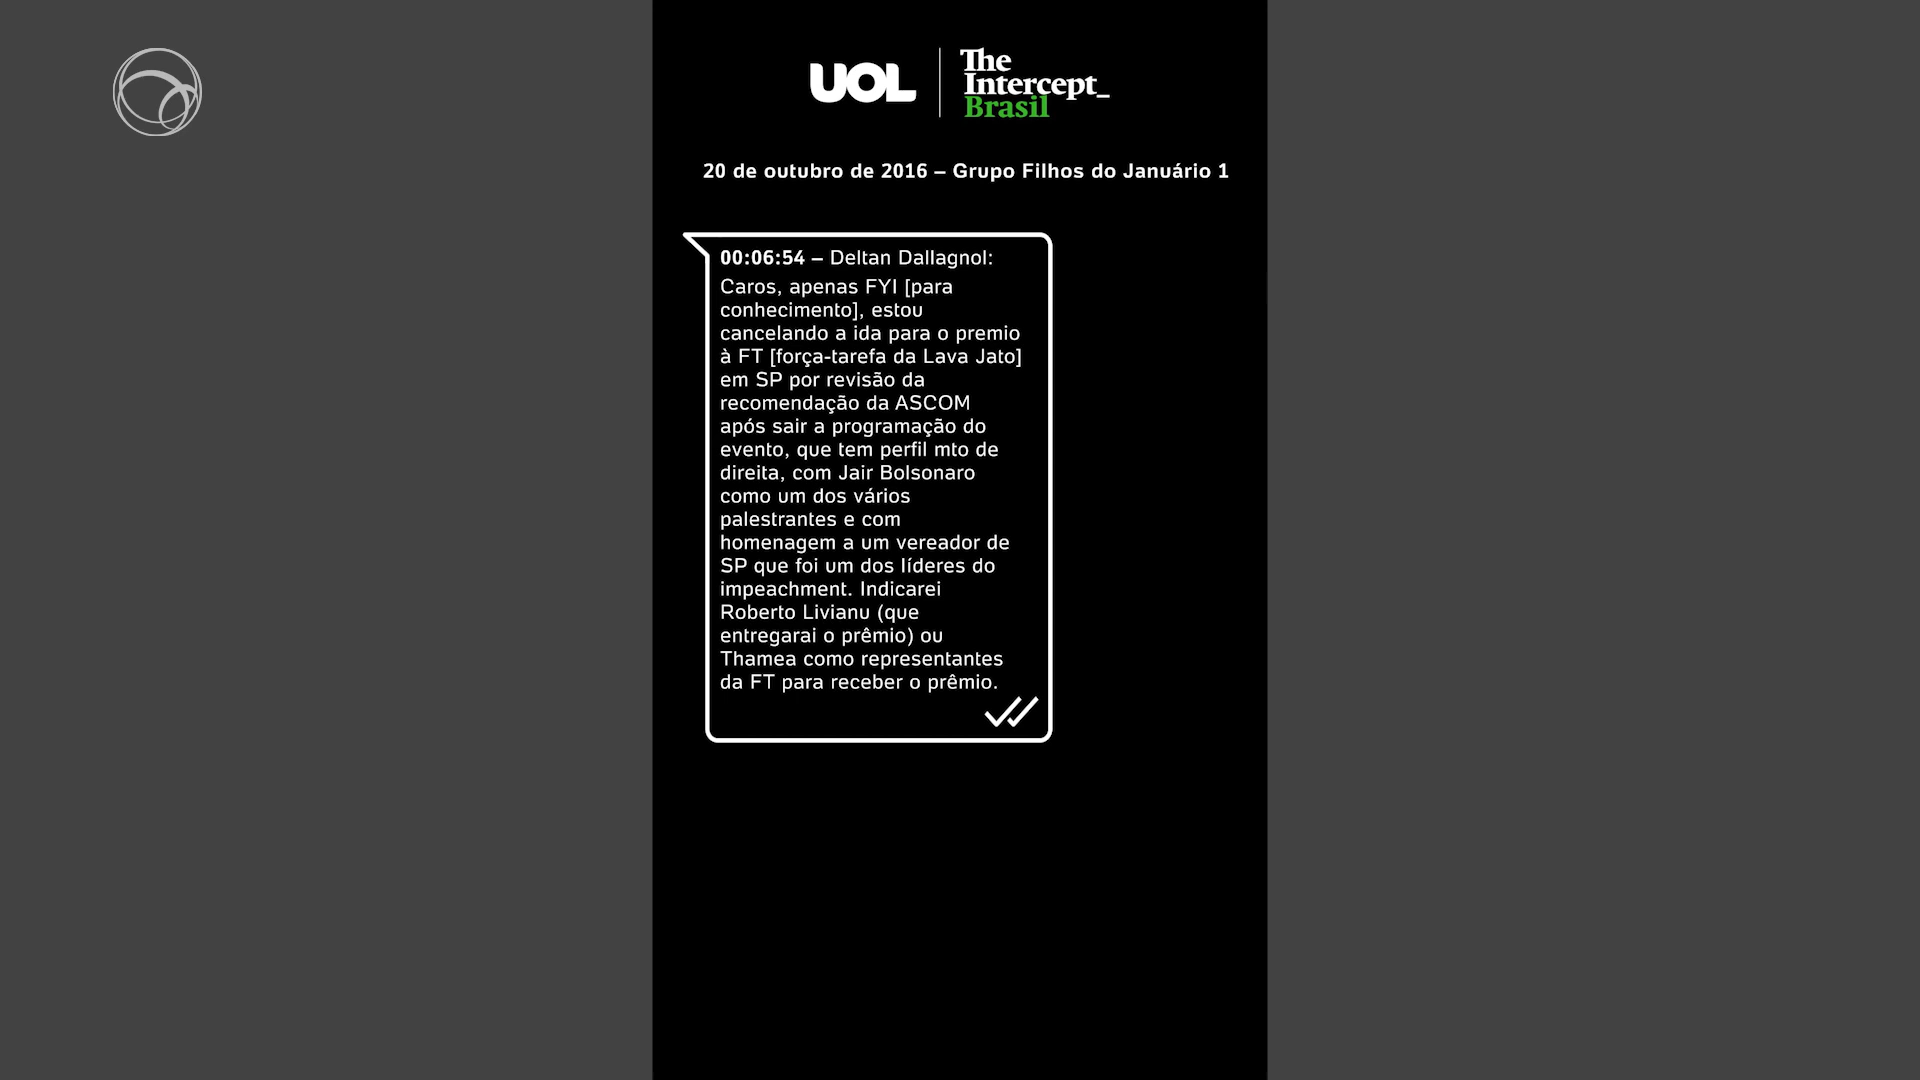 UOL
The
Intercept_
Brasil
20 de outubro de 2016 – Grupo Filhos do Januário 1
00:06:54 – Deltan Dallagnol:
Caros, apenas FYI [para
conhecimento], estou
cancelando a ida para o premio
à FT [força-tarefa da Lava Jato]
em SP por revisão da
recomendação da ASCOM
após sair a programação do
evento, que tem perfil mto de
direita, com Jair Bolsonaro
como um dos vários
palestrantes e com
homenagem a um vereador de
SP que foi um dos líderes do
impeachment. Indicarei
Roberto Livianu (que
entregarai o prêmio) ou
Thamea como representantes
da FT para receber o prêmio.